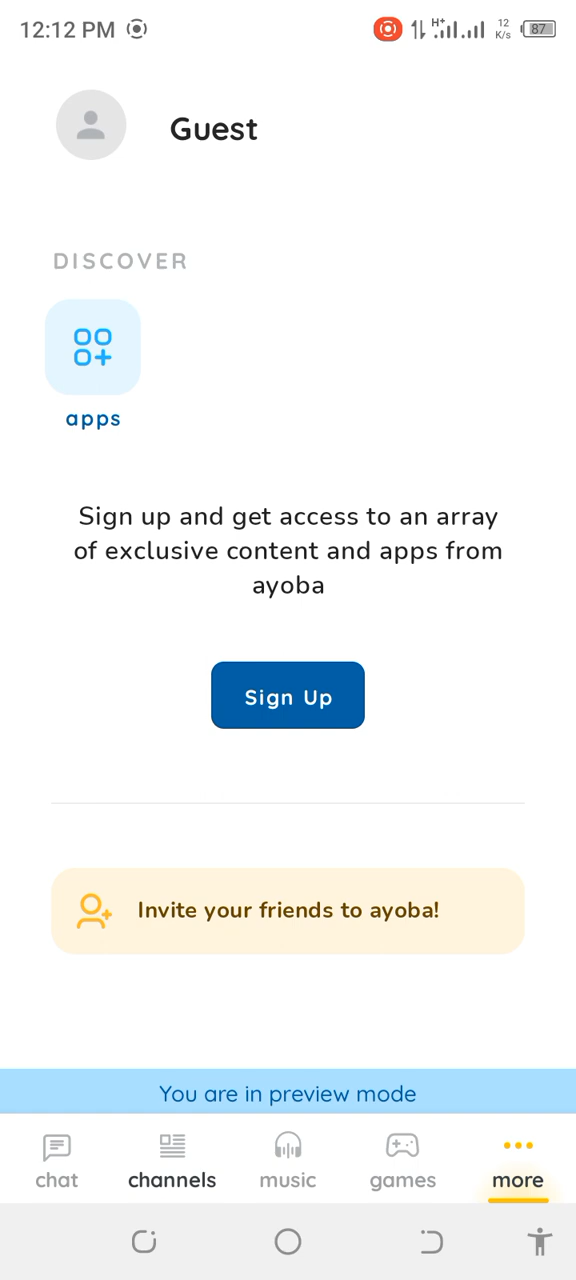 12:12 PM
H+
12
K/s
87
Guest
DISCOVER
apps
Sign up and get access to an array
of exclusive content and apps from
ayoba
Sign Up
Invite your friends to ayoba!
You are in preview mode
chat
channels
music
games
more